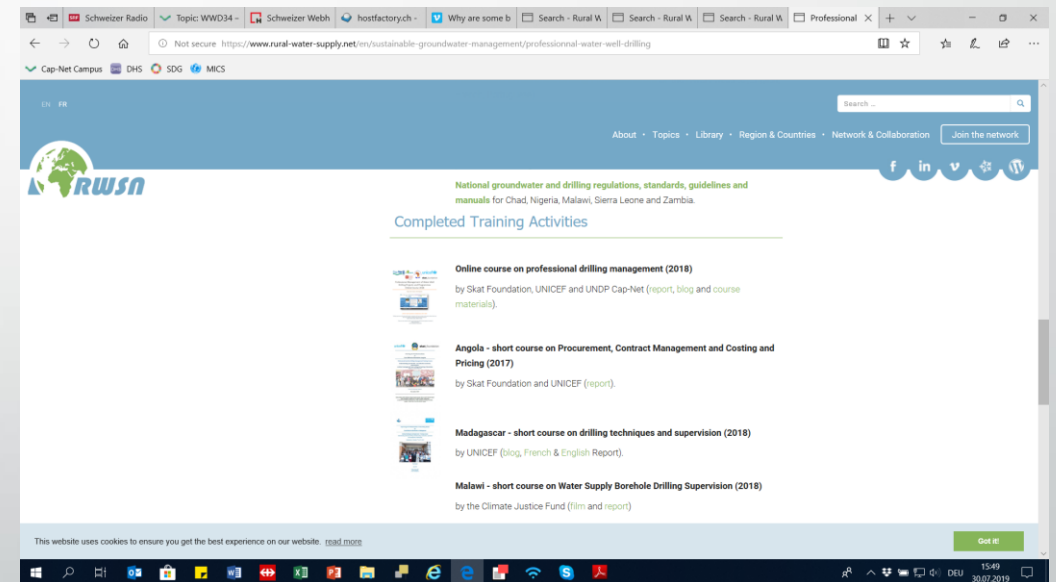 Schweizer Radio
Topic: WWD34 –
Schweizer Webh
hostfactory.ch -
Why are some b
Search - Rural W
Search - Rural W
Search - Rural W
Professional
Not secure https://www.rural-water-supply.net/en/sustainable-groundwater-management/professionnal-water-well-drilling
Cap-Net Campus DHS SDG MICS
EN FR
Search ...
About • Topics • Library • Region & Countries • Network & Collaboration Join the network
RWSN
National groundwater and drilling regulations, standards, guidelines and
manuals for Chad, Nigeria, Malawi, Sierra Leone and Zambia.
Completed Training Activities
Online course on professional drilling management (2018)
by Skat Foundation, UNICEF and UNDP Cap-Net (report, blog and course
materials).
Angola - short course on Procurement, Contract Management and Costing and
Pricing (2017)
by Skat Foundation and UNICEF (report).
Madagascar - short course on drilling techniques and supervision (2018)
by UNICEF (blog, French & English Report).
Malawi - short course on Water Supply Borehole Drilling Supervision (2018)
by the Climate Justice Fund (film and report)
This website uses cookies to ensure you get the best experience on our website. read more
Got it!
DEU
15:49
30.07.2019